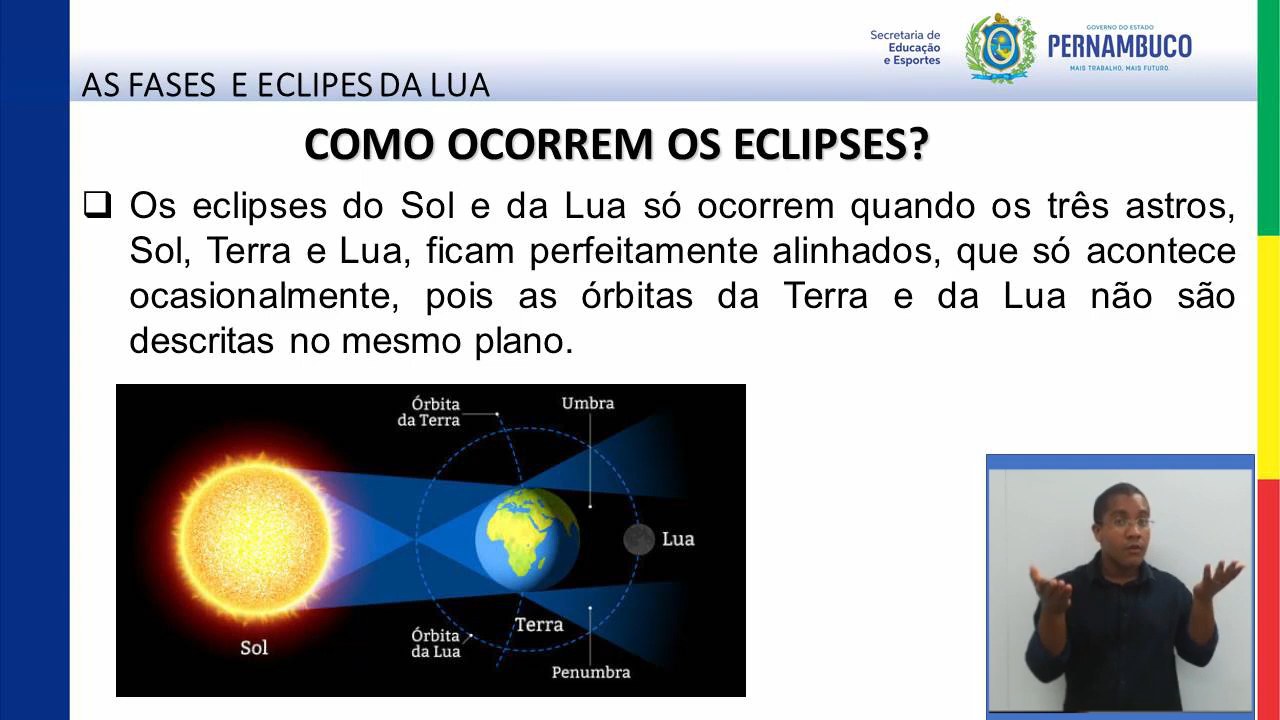 Secretaria de
Educação
e Esportes
GOVERNO DO ESTADO
PERNAMBUCO
MAIS TRABALHO, MAIS FUTURO.
AS FASES E ECLIPES DA LUA
COMO OCORREM OS ECLIPSES?
Os eclipses do Sol e da Lua só ocorrem quando os três astros,
Sol, Terra e Lua, ficam perfeitamente alinhados, que só acontece
ocasionalmente, pois as órbitas da Terra e da Lua não são
descritas no mesmo plano.
Órbita
da Terra
Umbra
Lua
Terra
Órbita
da Lua
Sol
Penumbra